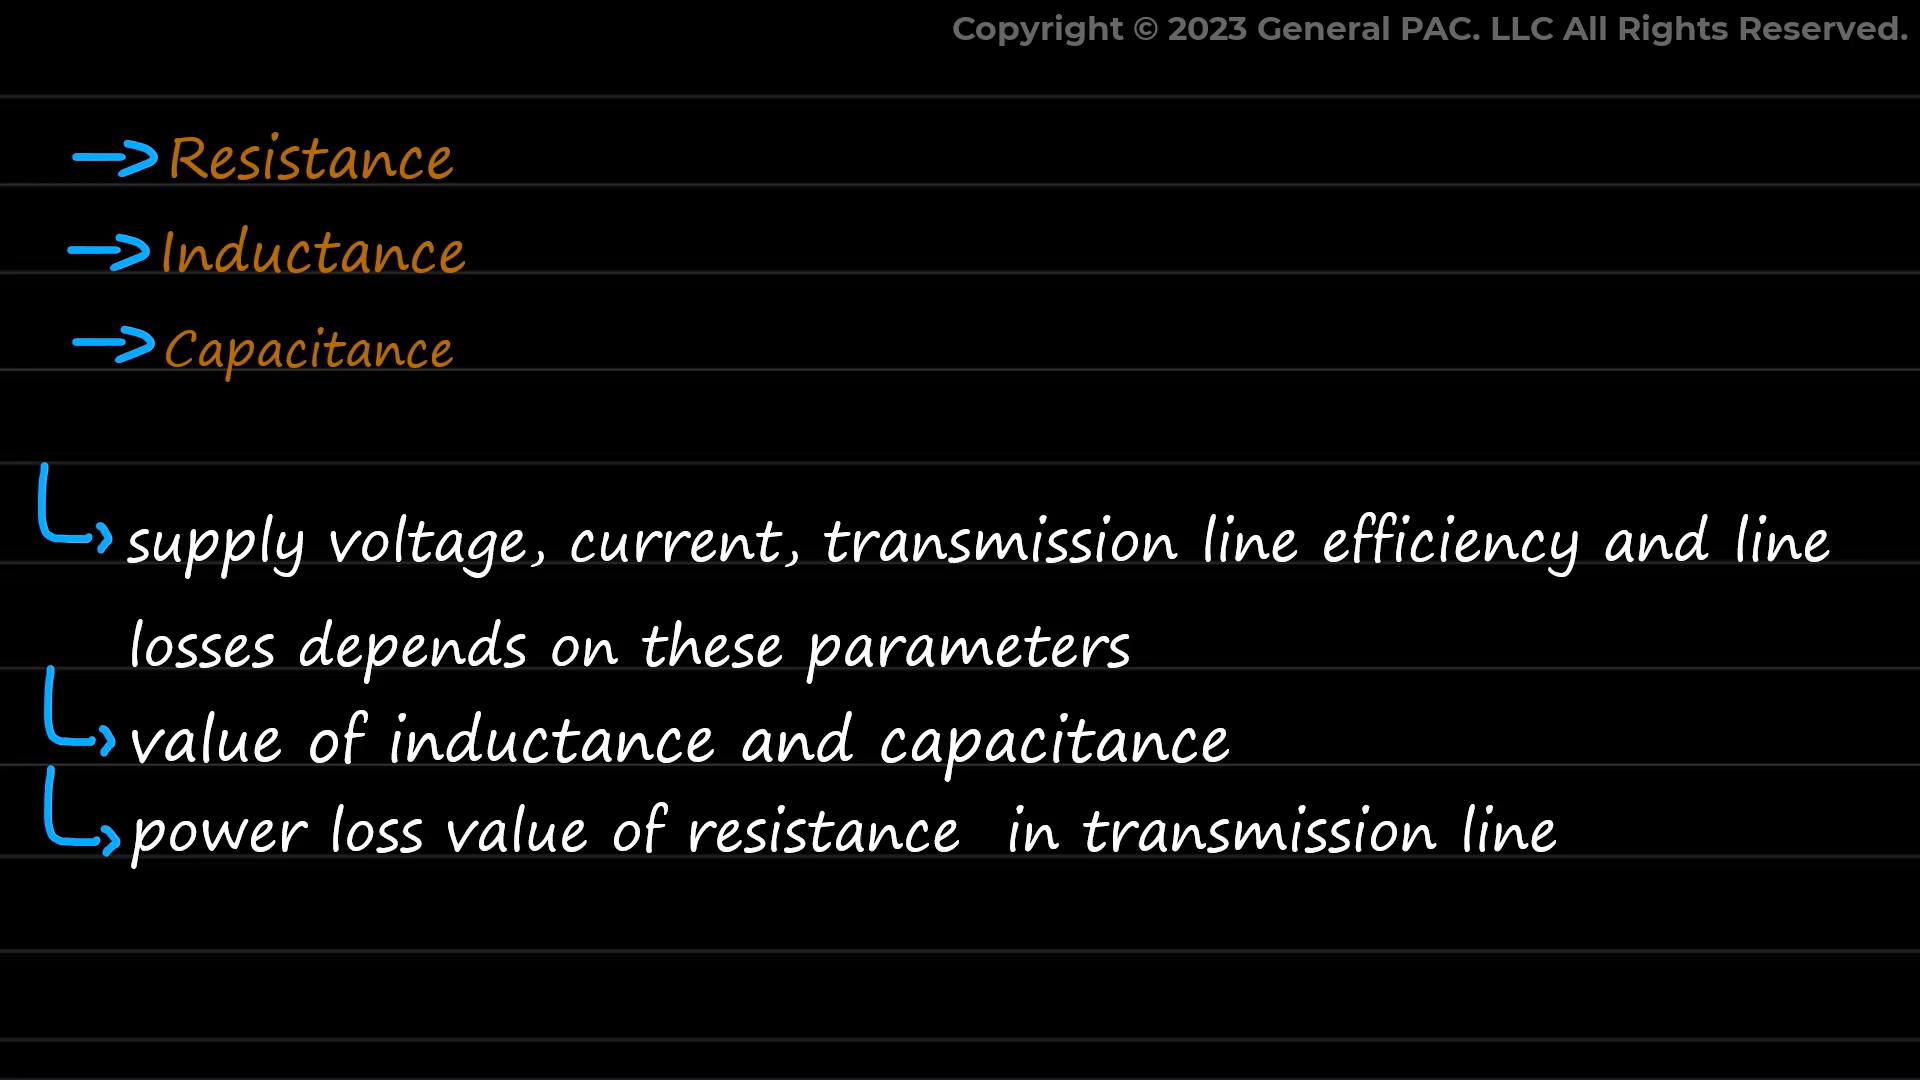 Copyright © 2023 General PAC. LLC All Rights Reserved.
Resistance
Inductance
Capacitance
supply voltage, current, transmission line efficiency and line
losses depends on these parameters
value of inductance and capacitance
power loss value of resistance in transmission line